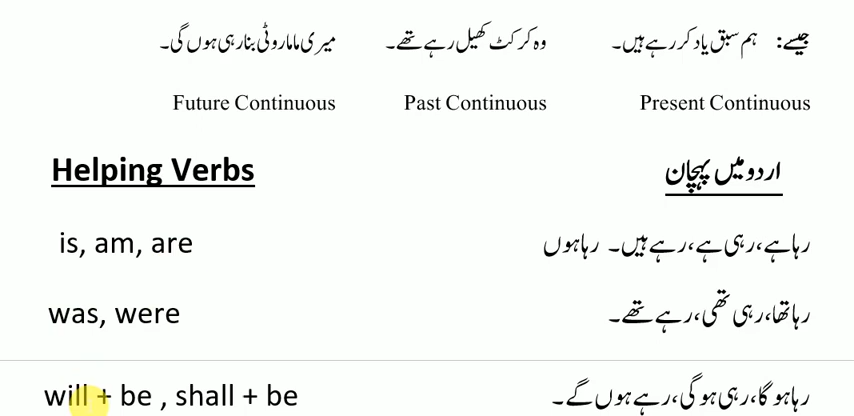 جیسے: ہم سبق یاد کر رہے ہیں۔ وہ کرکٹ کھیل رہے تھے۔ میری ماما روٹی بنا رہی ہوں گی۔
Future Continuous Past Continuous Present Continuous
Helping Verbs اردو میں پہچان
is, am, are رہا ہے، رہی ہے، رہے ہیں۔ رہا ہوں
was, were رہا تھا، رہی تھی، رہے تھے۔
will + be , shall + be رہا ہو گا، رہی ہو گی، رہے ہوں گے۔